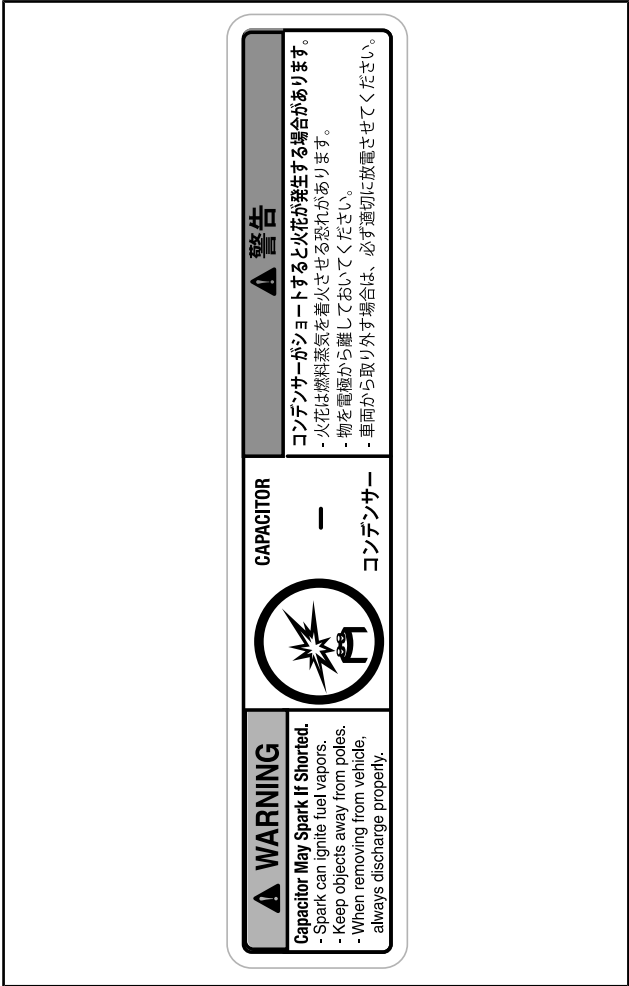 WARNING
Capacitor May Spark If Shorted.
- Spark can ignite fuel vapors.
- Keep objects away from poles.
- When removing from vehicle,
always discharge properly.
CAPACITOR
–
コンデンサー
警告
コンデンサーがショートすると火花が発生する場合があります。
- 火花は燃料蒸気を着火させる恐れがあります。
- 物を電極から離しておいてください。
- 車両から取り外す場合は、必ず適切に放電させてください。